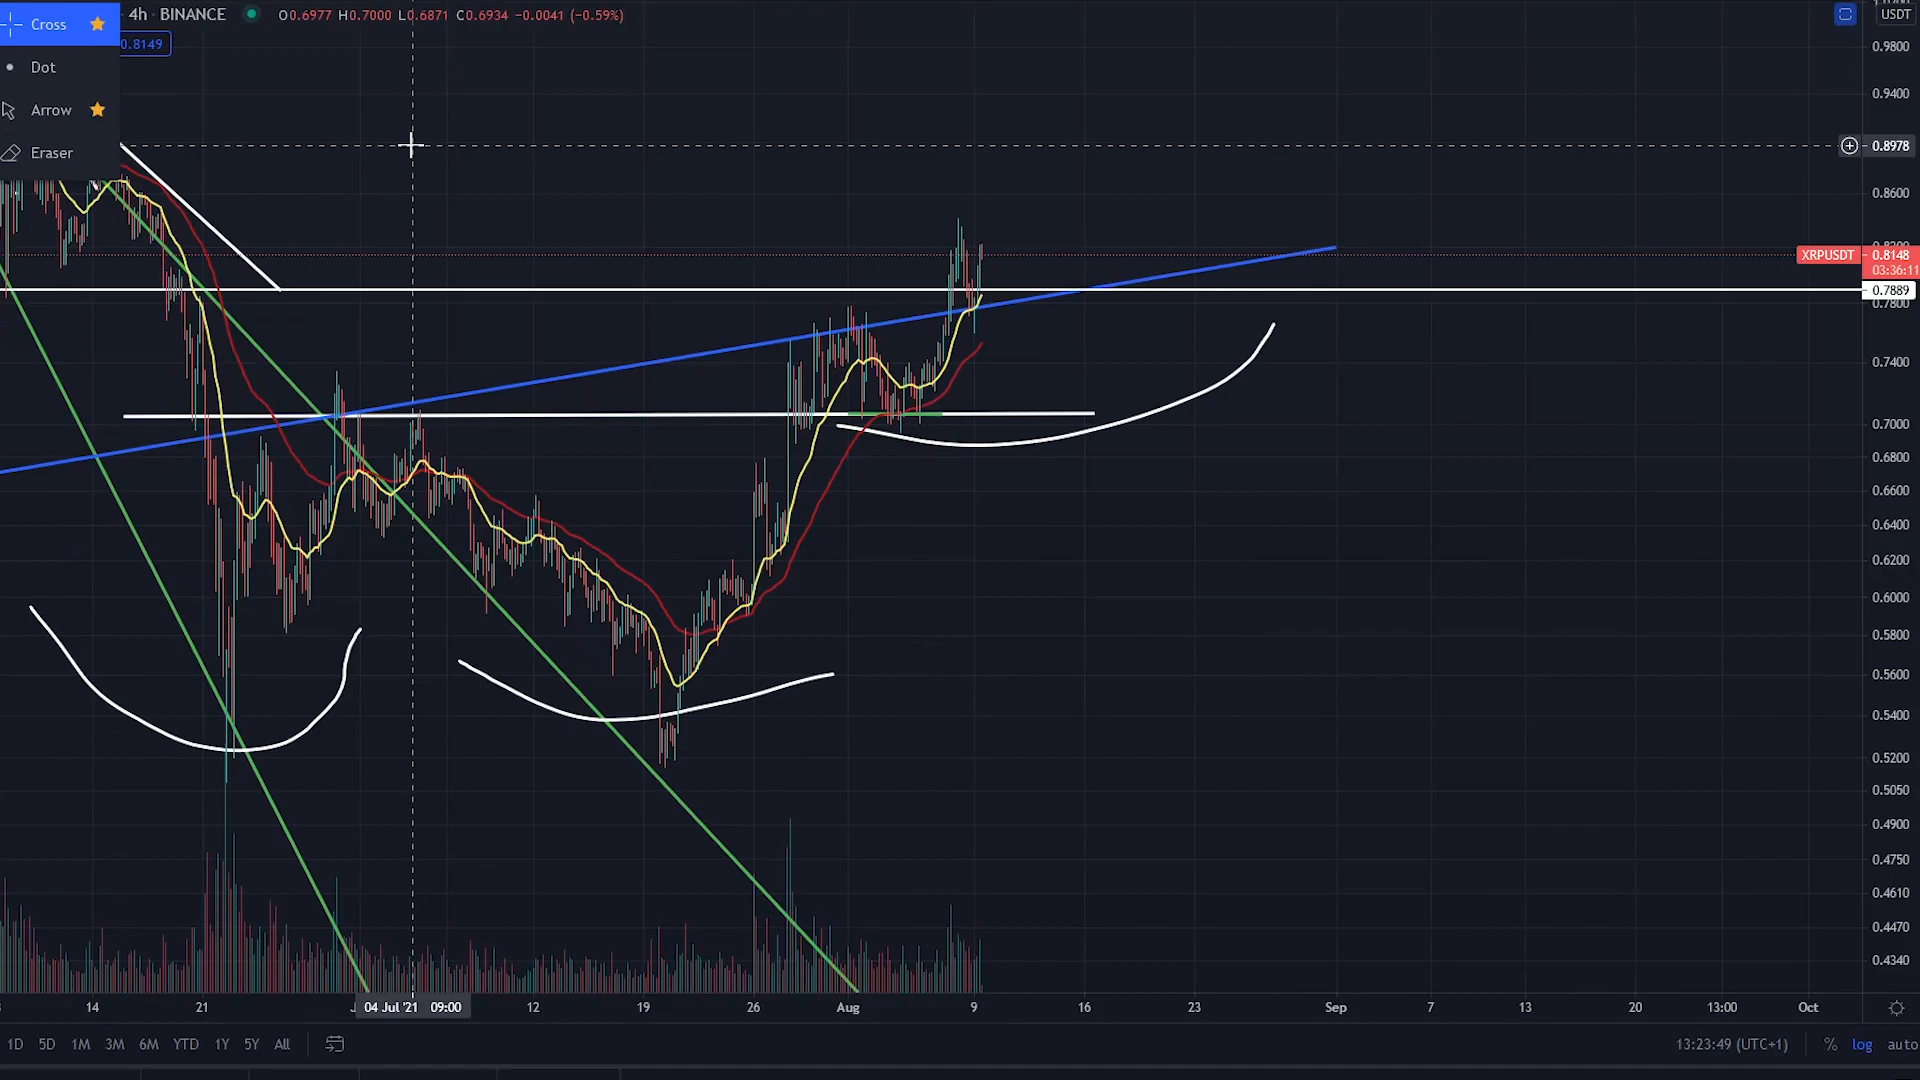 Cross
4h BINANCE
O0.6977 H0.7000 L0.6871 C0.6934 −0.0041 (−0.59%)
USDT
0.8149
Dot
Arrow
Eraser
0.9800
0.9400
0.8978
0.8600
XRPUSDT
0.8148
03:36:11
0.7889
0.7800
0.7400
0.7000
0.6800
0.6600
0.6400
0.6200
0.6000
0.5800
0.5600
0.5400
0.5200
0.5050
0.4900
0.4750
0.4610
0.4470
0.4340
14 21 04 Jul '21 09:00 12 19 26 Aug 9 16 23 Sep 7 13 20 13:00 Oct
1D 5D 1M 3M 6M YTD 1Y 5Y All
13:23:49 (UTC+1) % log auto